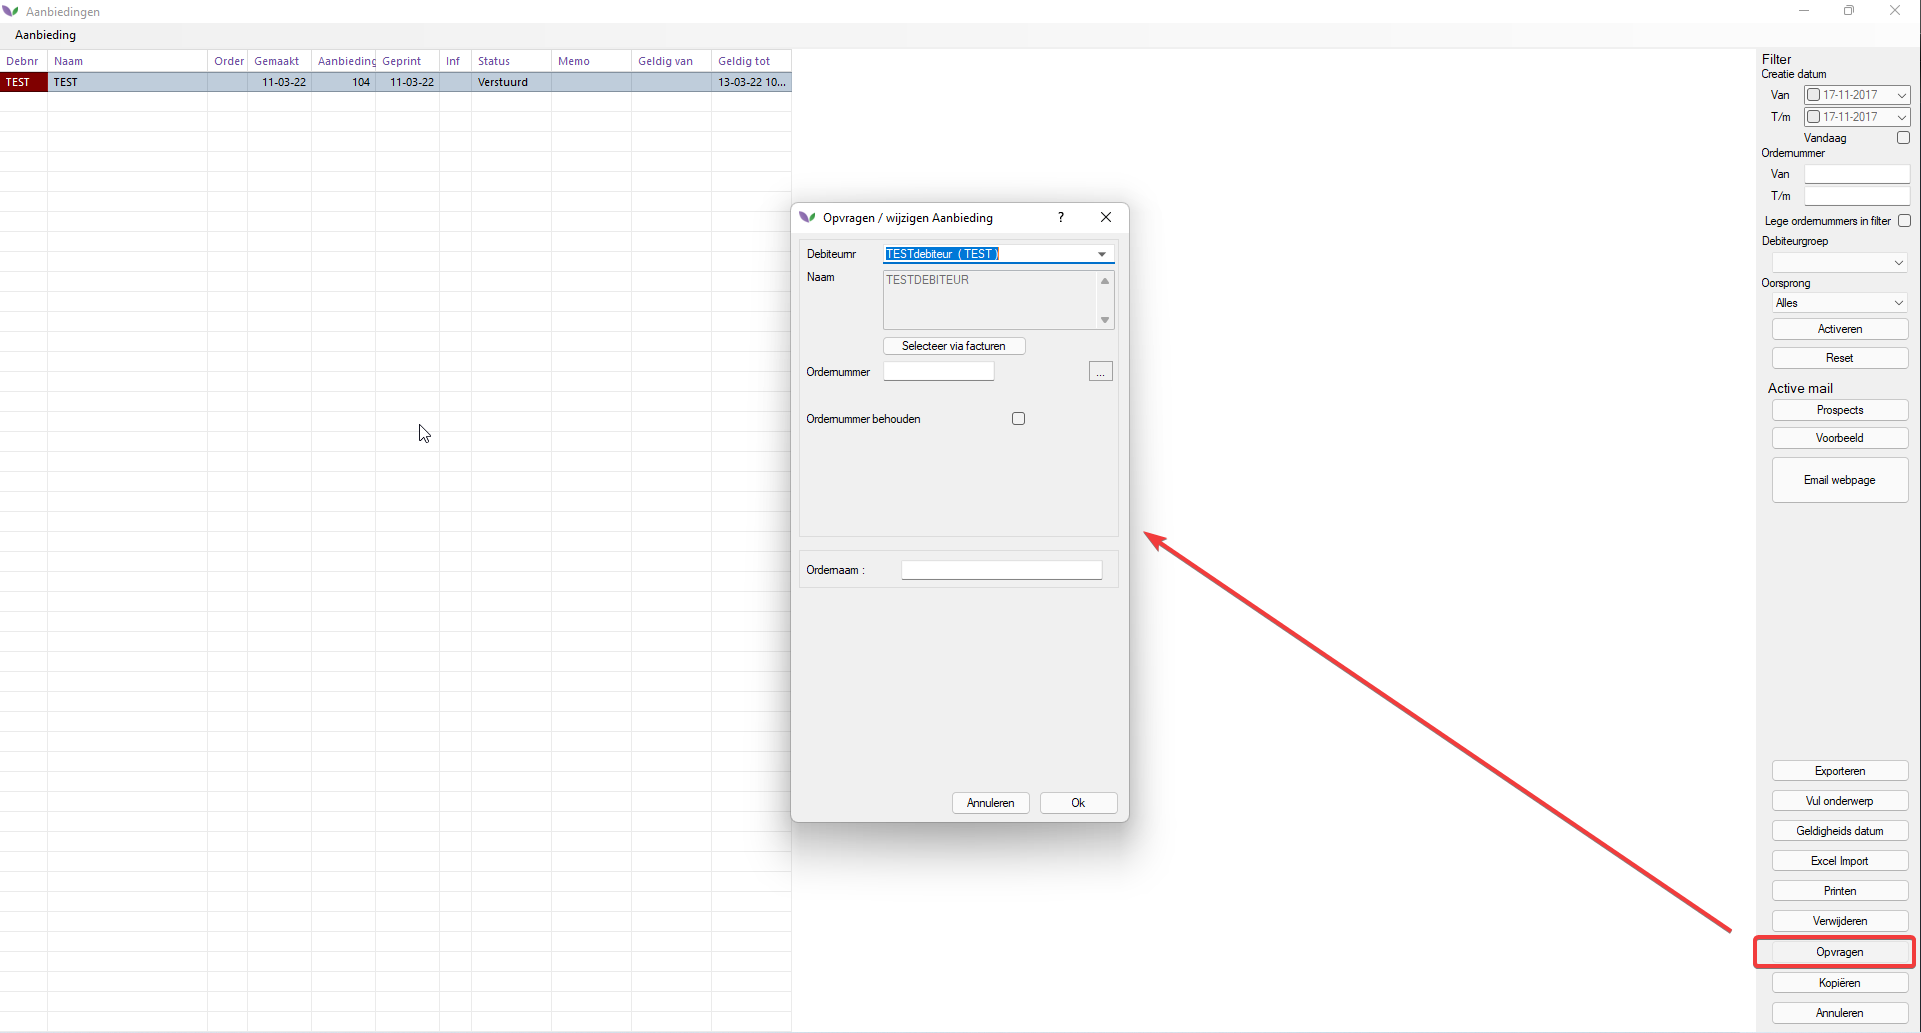 Aanbiedingen
Aanbieding
Debnr Naam Order Gemaakt Aanbieding Geprint Inf Status Memo Geldig van Geldig tot
TEST TEST 11-03-22 104 11-03-22 Verstuurd 13-03-22 10...
Opvragen / wijzigen Aanbieding ?
Debiteurnr TESTdebiteur ( TEST )
Naam TESTDEBITEUR
Selecteer via facturen
Ordernummer ...
Ordernummer behouden
Ordernaam :
Annuleren Ok
Filter
Creatie datum
Van 17-11-2017
T/m 17-11-2017
Vandaag
Ordernummer
Van
T/m
Lege ordernummers in filter
Debiteurgroep
Oorsprong
Alles
Activeren
Reset
Active mail
Prospects
Voorbeeld
Email webpage
Exporteren
Vul onderwerp
Geldigheids datum
Excel Import
Printen
Verwijderen
Opvragen
Kopiëren
Annuleren